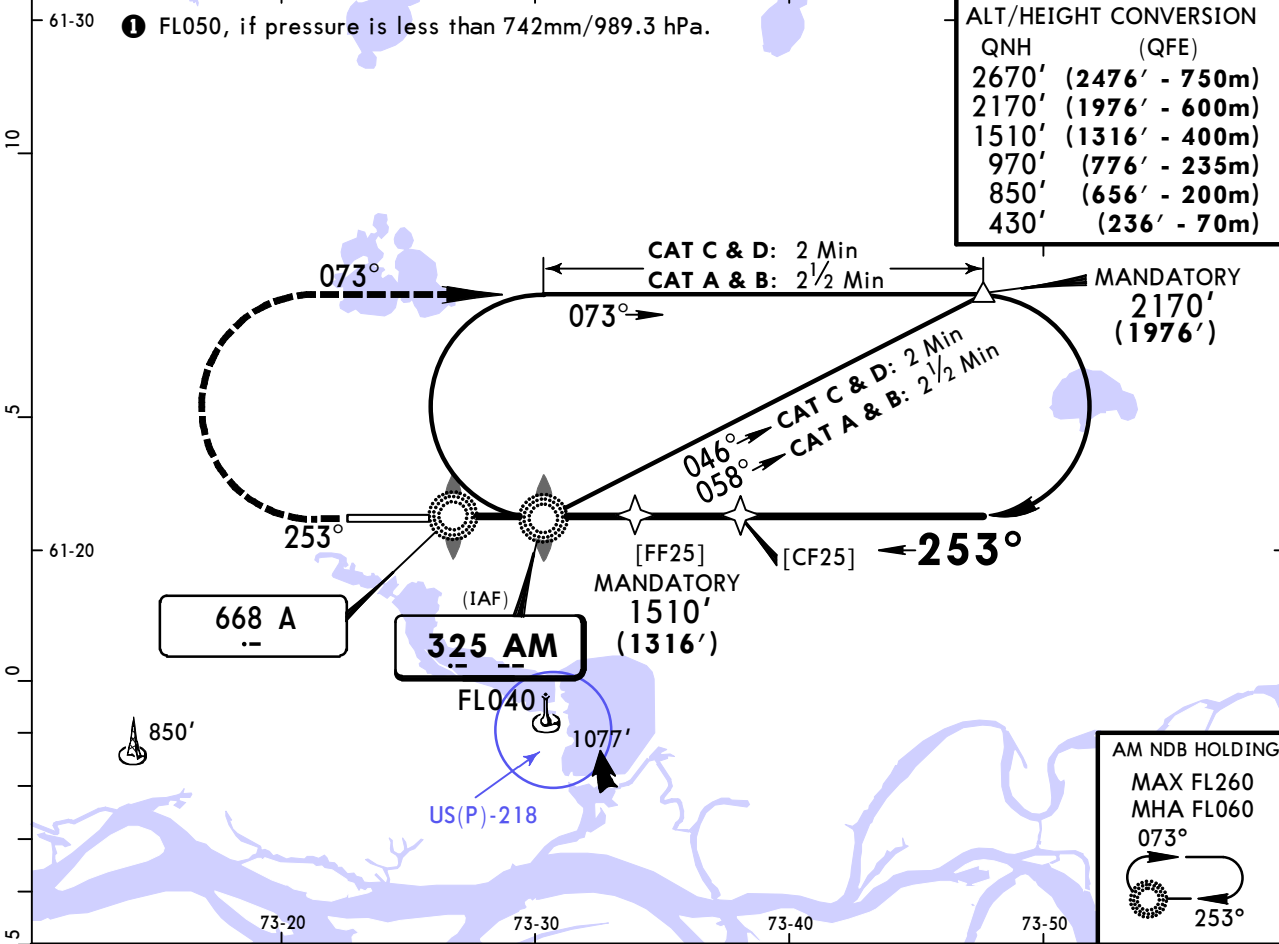 61-30
❶ FL050, if pressure is less than 742mm/989.3 hPa.
ALT/HEIGHT CONVERSION
QNH (QFE)
2670' (2476' - 750m)
2170' (1976' - 600m)
1510' (1316' - 400m)
970' (776' - 235m)
850' (656' - 200m)
430' (236' - 70m)
10
CAT C & D: 2 Min
CAT A & B: 2 1/2 Min
073°
073°
MANDATORY
2170'
(1976')
046° CAT C & D: 2 Min
058° CAT A & B: 2 1/2 Min
5
253°
61-20
[FF25]
MANDATORY
1510'
(1316')
[CF25]
253°
668 A
(IAF)
325 AM
FL040
0
850'
1077'
US(P)-218
AM NDB HOLDING
MAX FL260
MHA FL060
073°
253°
5
73-20
73-30
73-40
73-50